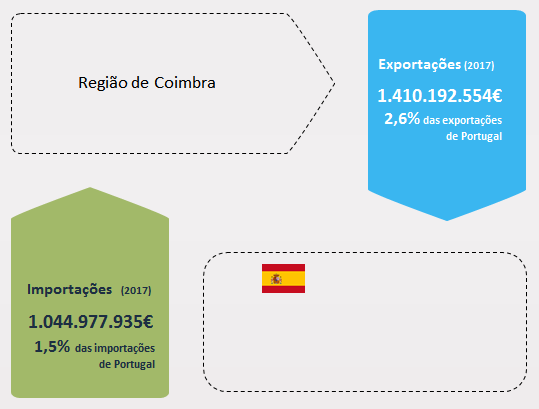 Região de Coimbra
Exportações (2017)
1.410.192.554€
2,6% das exportações
de Portugal
Importações (2017)
1.044.977.935€
1,5% das importações
de Portugal